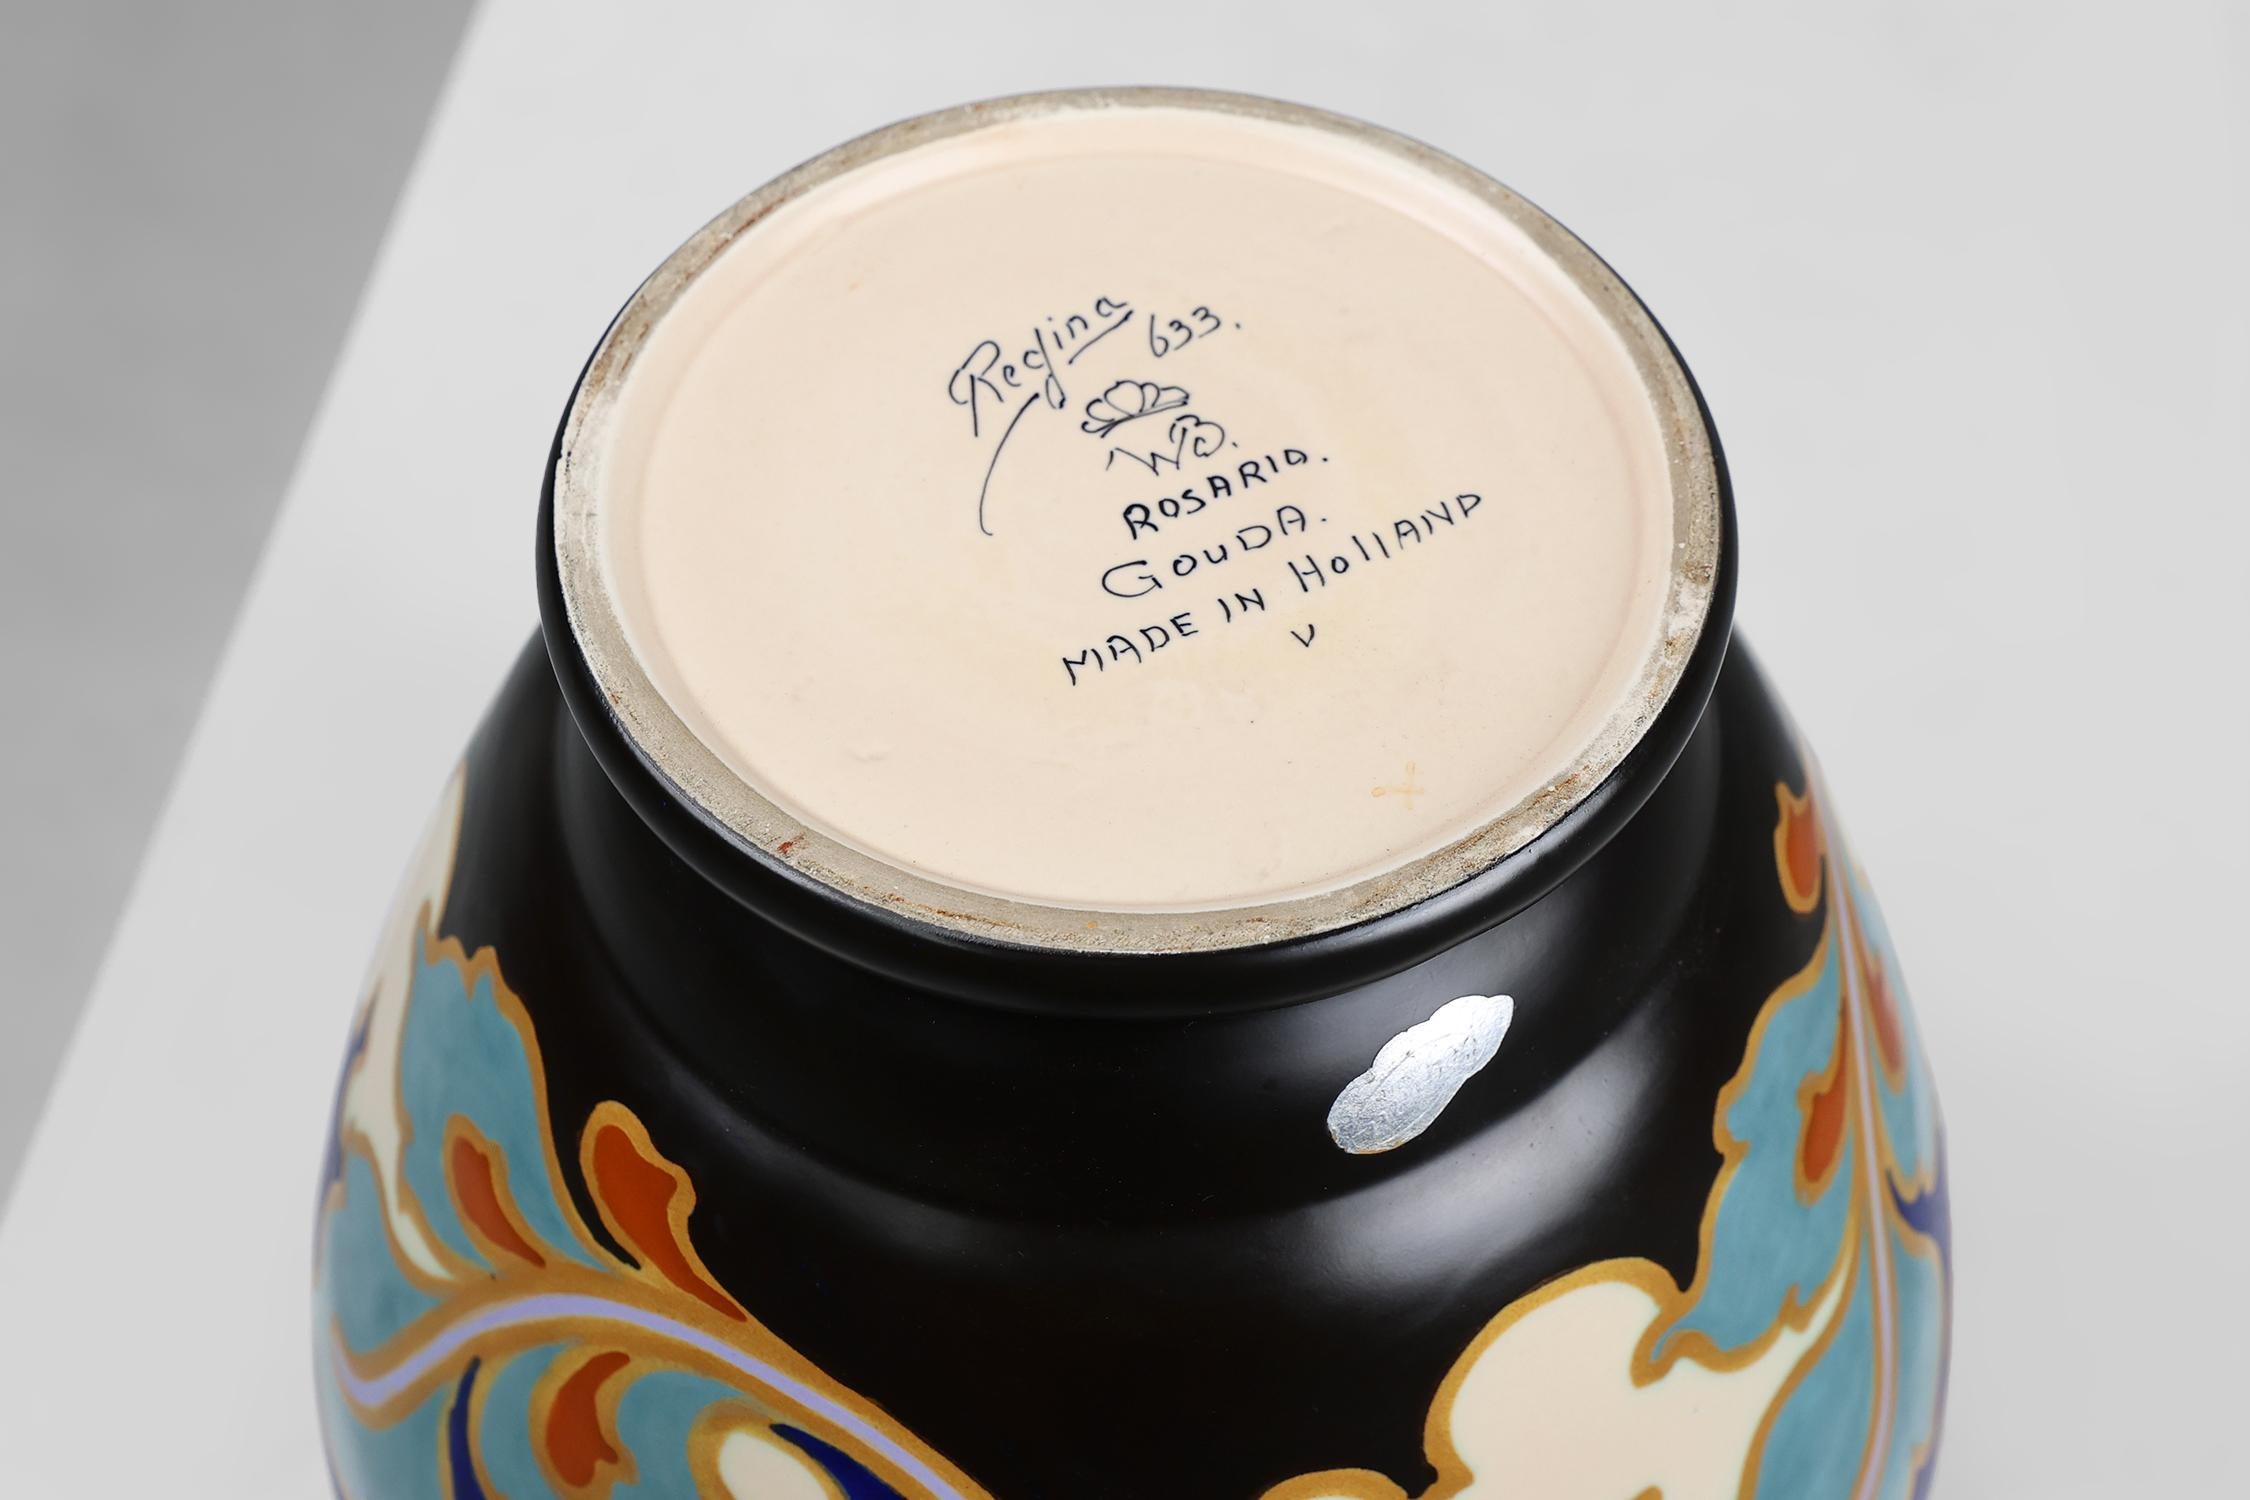 Regina 633.
WB.
ROSARIO.
GOUDA.
MADE IN HollAND
V